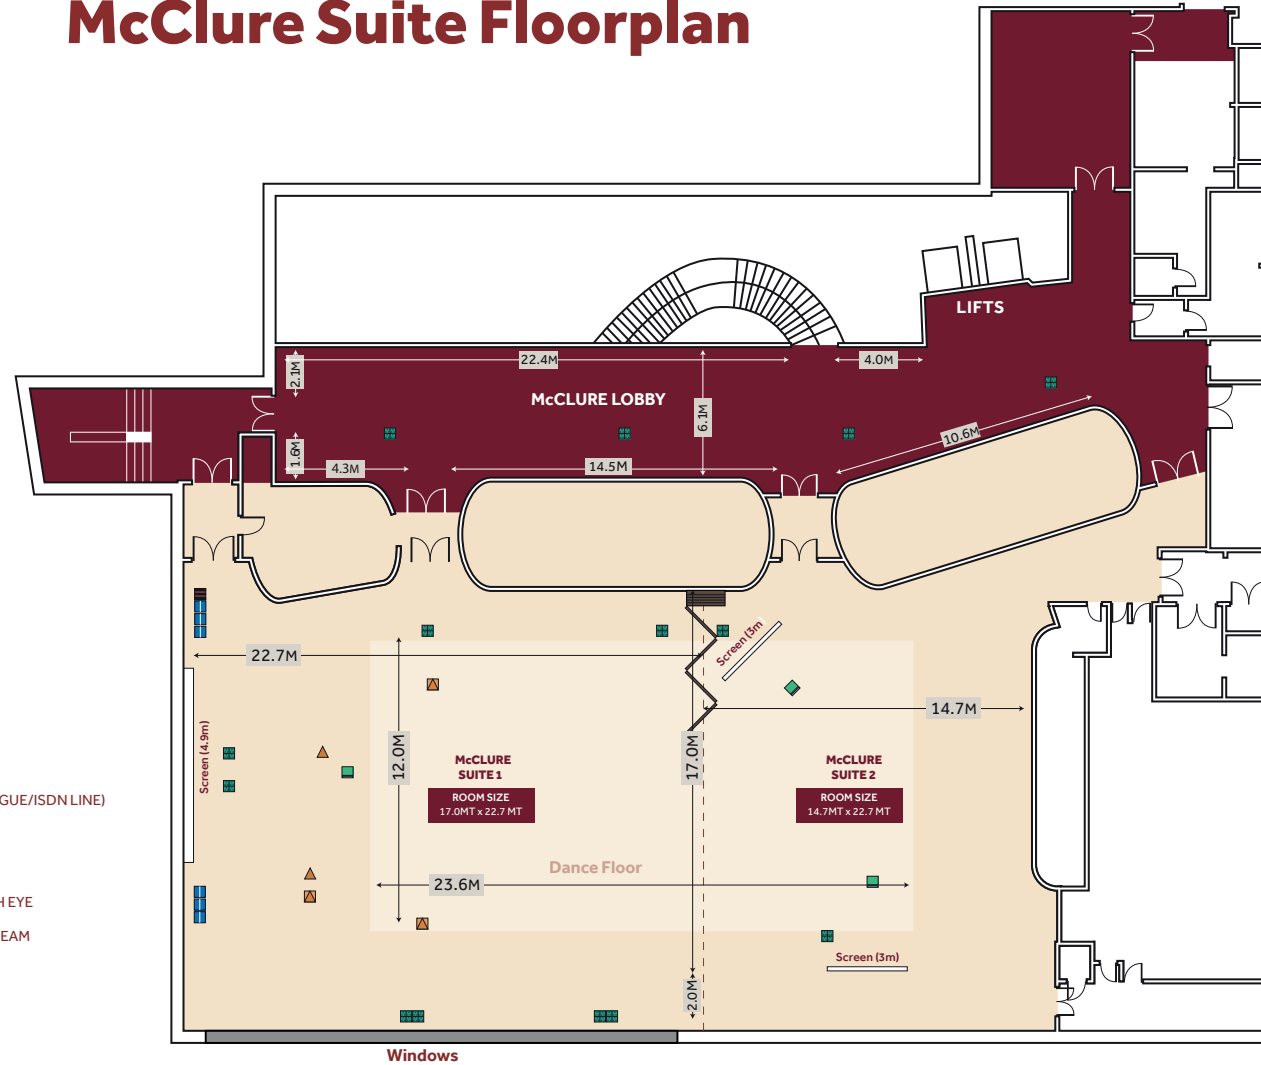 McClure Suite Floorplan
LIFTS
22.4M
4.0M
2.1M
McCLURE LOBBY
6.1M
10.6M
1.6M
4.3M
14.5M
Screen (3m)
22.7M
14.7M
Screen (4.9m)
12.0M
17.0M
McCLURE
SUITE 1
ROOM SIZE
17.0MT x 22.7 MT
McCLURE
SUITE 2
ROOM SIZE
14.7MT x 22.7 MT
GUE/ISDN LINE)
Dance Floor
23.6M
H EYE
EAM
Screen (3m)
2.0M
Windows